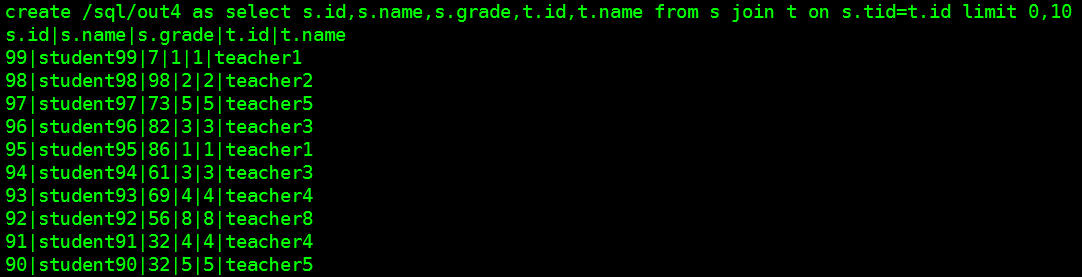 create /sql/out4 as select s.id,s.name,s.grade,t.id,t.name from s join t on s.tid=t.id limit 0,10
s.id|s.name|s.grade|t.id|t.name
99|student99|7|1|1|teacher1
98|student98|98|2|2|teacher2
97|student97|73|5|5|teacher5
96|student96|82|3|3|teacher3
95|student95|86|1|1|teacher1
94|student94|61|3|3|teacher3
93|student93|69|4|4|teacher4
92|student92|56|8|8|teacher8
91|student91|32|4|4|teacher4
90|student90|32|5|5|teacher5